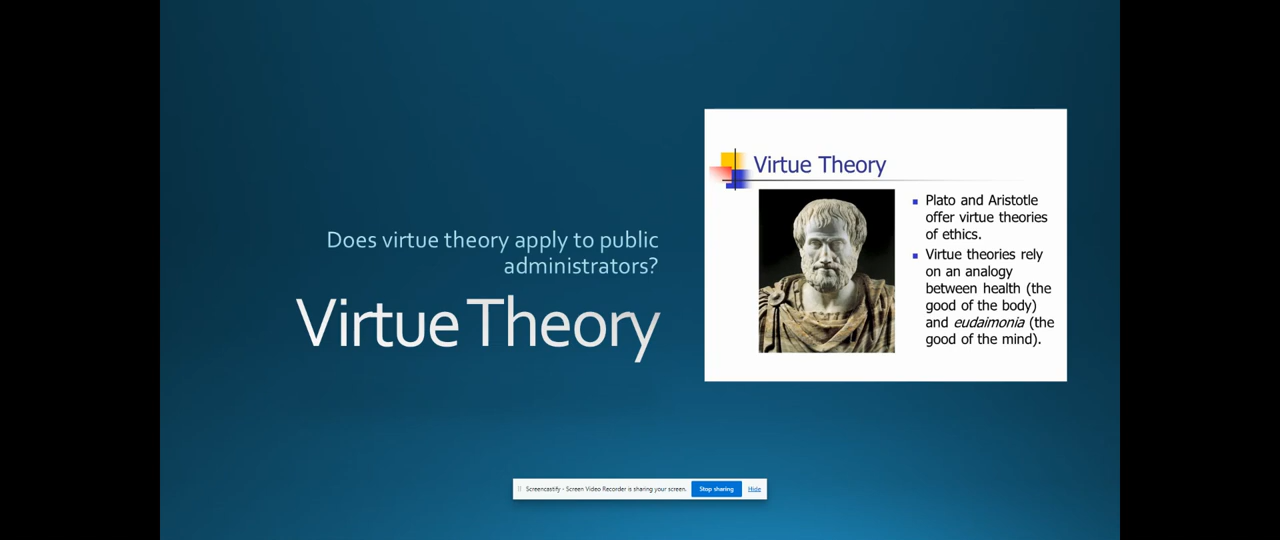 Does virtue theory apply to public
administrators?
Virtue Theory
Virtue Theory
Plato and Aristotle
offer virtue theories
of ethics.
Virtue theories rely
on an analogy
between health (the
good of the body)
and eudaimonia (the
good of the mind).
Screencastify - Screen Video Recorder is sharing your screen.
Stop sharing
Hide